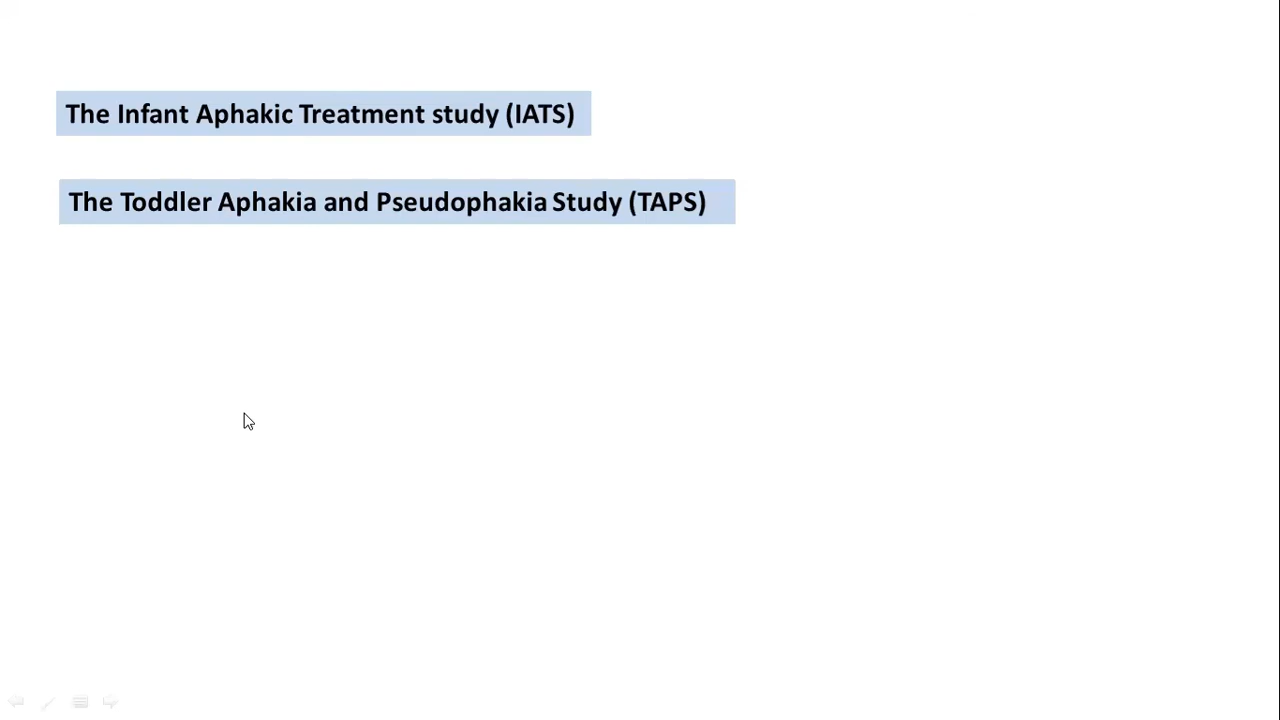 The Infant Aphakic Treatment study (IATS)
The Toddler Aphakia and Pseudophakia Study (TAPS)